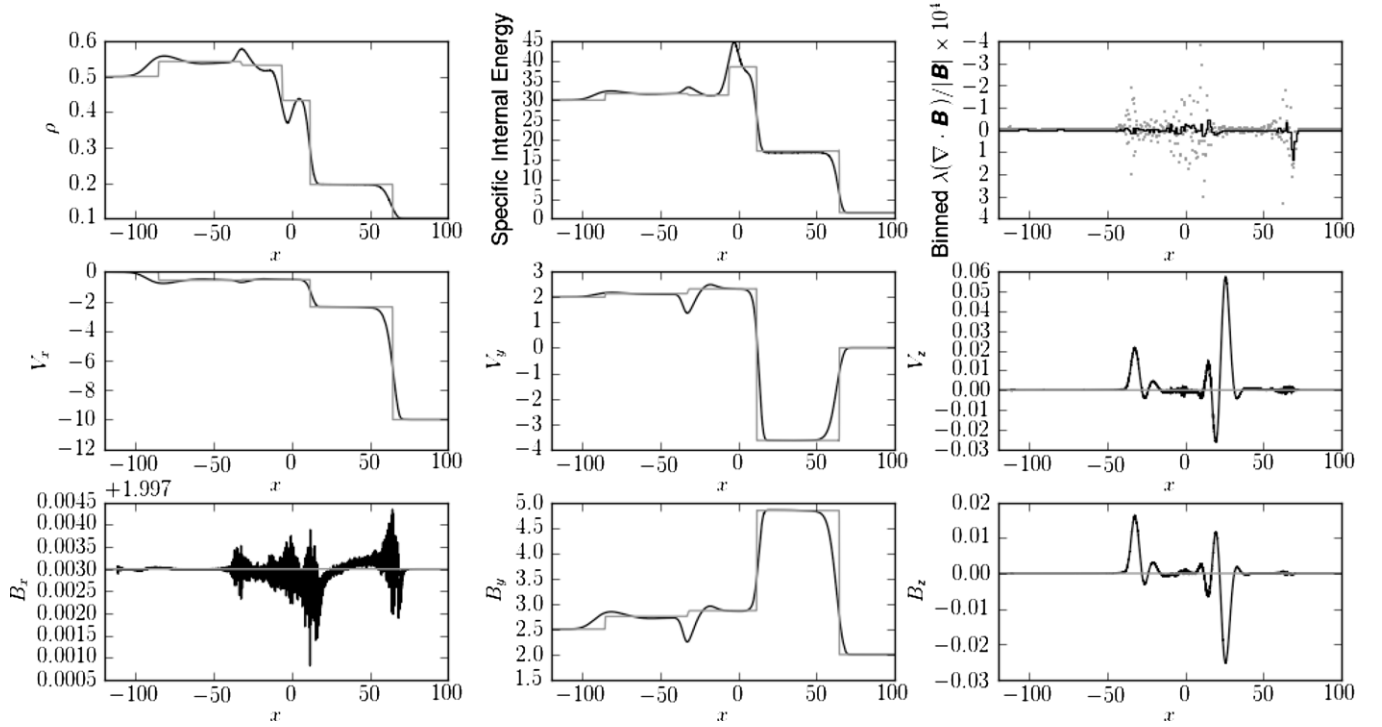 0.6
0.5
0.4
0.3
0.2
0.1
ρ
−100 −50 0 50 100
x
45
40
35
30
25
20
15
10
5
0
Specific Internal Energy
−100 −50 0 50 100
x
−4
−3
−2
−1
0
1
2
3
4
Binned λ(∇ · B)/|B| × 10⁴
−100 −50 0 50 100
x
0
−2
−4
−6
−8
−10
−12
Vₓ
−100 −50 0 50 100
x
3
2
1
0
−1
−2
−3
−4
V_y
−100 −50 0 50 100
x
0.06
0.05
0.04
0.03
0.02
0.01
0.00
−0.01
−0.02
−0.03
V_z
−100 −50 0 50 100
x
+1.997
0.0045
0.0040
0.0035
0.0030
0.0025
0.0020
0.0015
0.0010
0.0005
Bₓ
−100 −50 0 50 100
x
5.0
4.5
4.0
3.5
3.0
2.5
2.0
1.5
B_y
−100 −50 0 50 100
x
0.02
0.01
0.00
−0.01
−0.02
−0.03
B_z
−100 −50 0 50 100
x